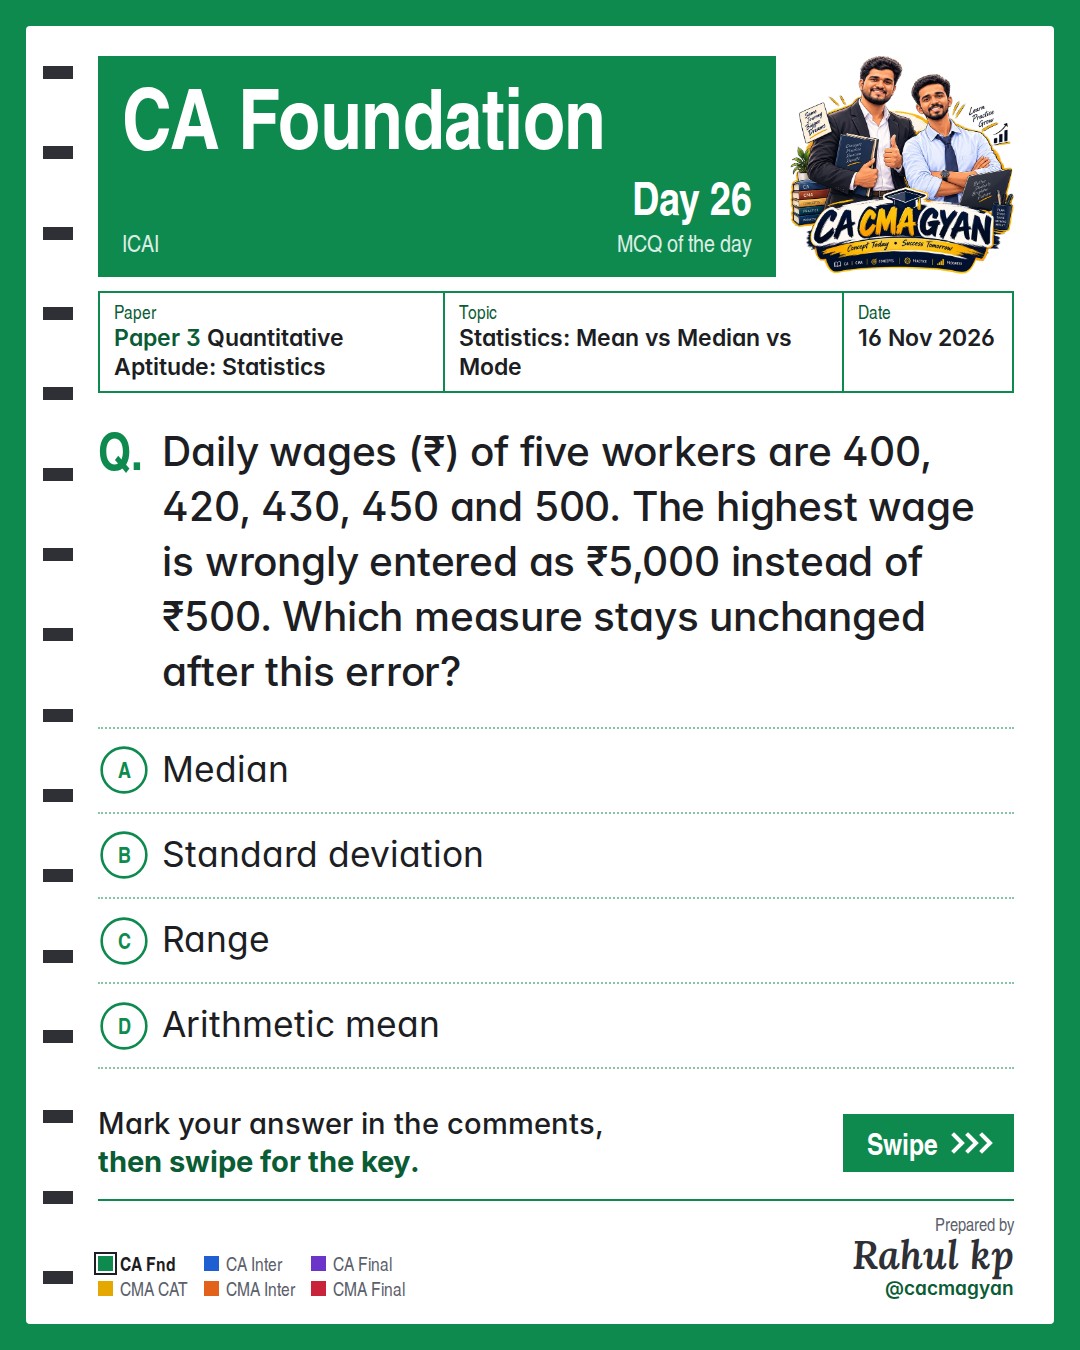 CA Foundation
Day 26
ICAI
MCQ of the day
CA CMA GYAN
Concept Today • Success Tomorrow
Learn
Practice
Grow
Paper
Paper 3 Quantitative
Aptitude: Statistics
Topic
Statistics: Mean vs Median vs
Mode
Date
16 Nov 2026
Q. Daily wages (₹) of five workers are 400,
420, 430, 450 and 500. The highest wage
is wrongly entered as ₹5,000 instead of
₹500. Which measure stays unchanged
after this error?
A Median
B Standard deviation
C Range
D Arithmetic mean
Mark your answer in the comments,
then swipe for the key.
Swipe
Prepared by
Rahul kp
@cacmagyan
CA Fnd CA Inter CA Final
CMA CAT CMA Inter CMA Final